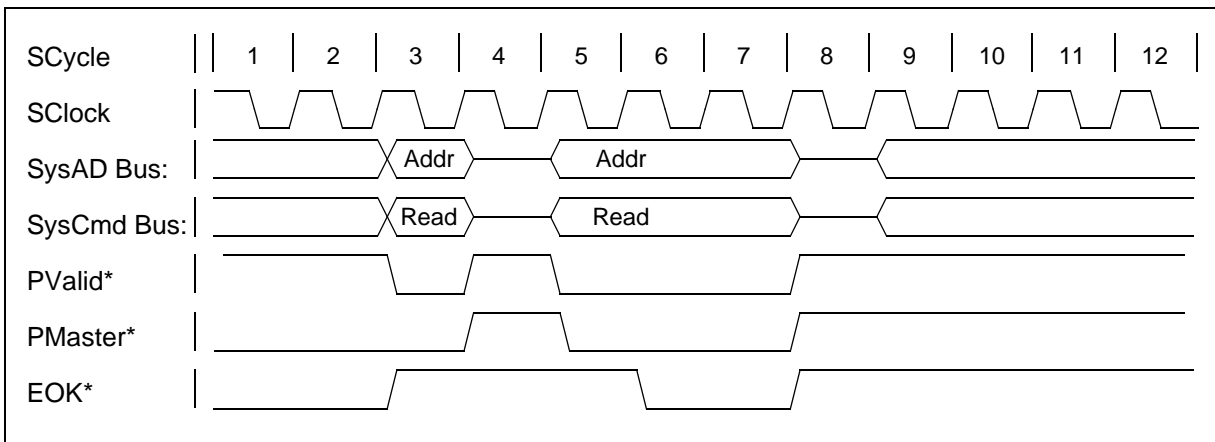 SCycle 1 2 3 4 5 6 7 8 9 10 11 12
SClock
SysAD Bus: Addr Addr
SysCmd Bus: Read Read
PValid*
PMaster*
EOK*